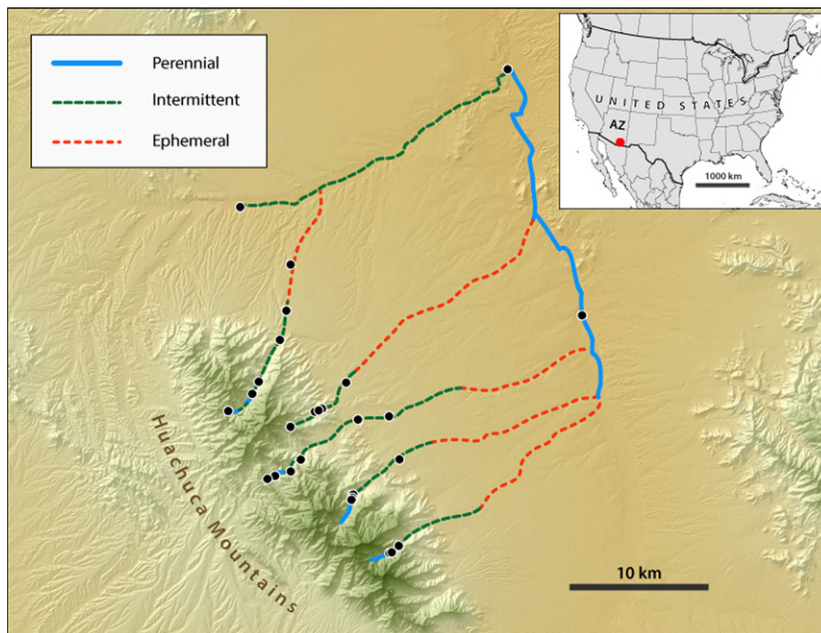 Perennial
Intermittent
Ephemeral
UNITED STATES
AZ
1000 km
Huachuca Mountains
10 km